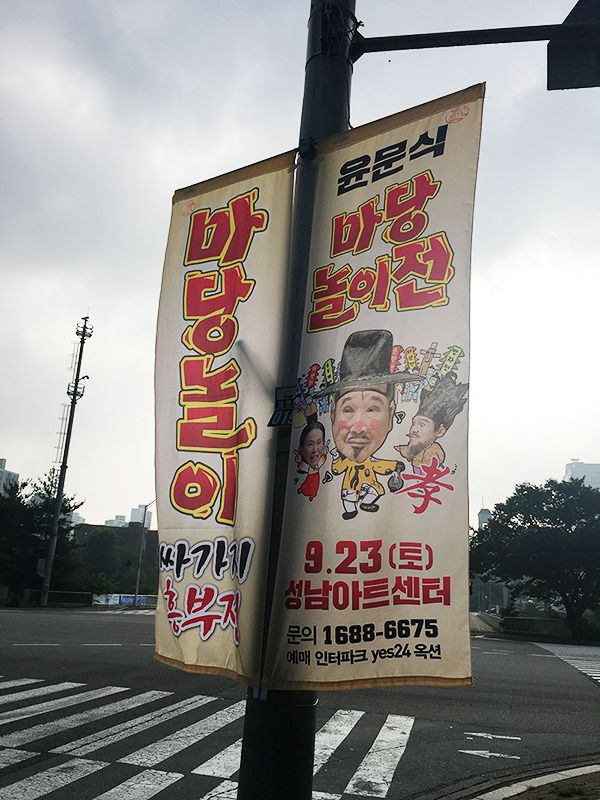 마당놀이
싸가지
흥부전
윤문식
마당
놀이전
孝
9.23 (토)
성남아트센터
문의 1688-6675
예매 인터파크 yes24 옥션